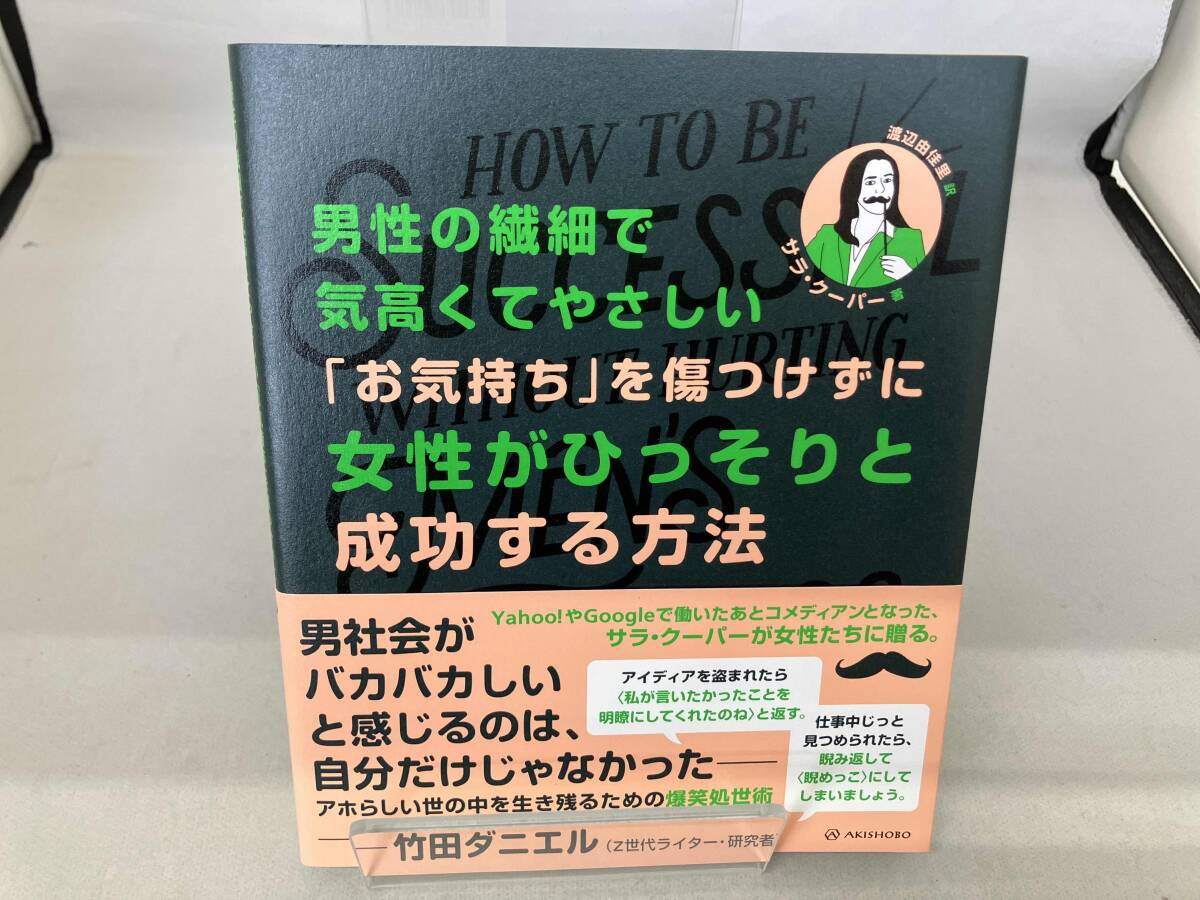 HOW TO BE
SUCCESSFUL
WITHOUT HURTING
MEN'S
渡辺由佳里 訳
サラ・クーパー 著
男性の繊細で
気高くてやさしい
「お気持ち」を傷つけずに
女性がひっそりと
成功する方法
Yahoo!やGoogleで働いたあとコメディアンとなった、
サラ・クーパーが女性たちに贈る。
男社会が
バカバカしい
と感じるのは、
自分だけじゃなかった——
アホらしい世の中を生き残るための爆笑処世術
——竹田ダニエル（Z世代ライター・研究者）
アイディアを盗まれたら
〈私が言いたかったことを
明瞭にしてくれたのね〉と返す。
仕事中じっと
見つめられたら、
睨み返して
〈睨めっこ〉にして
しまいましょう。
AKISHOBO